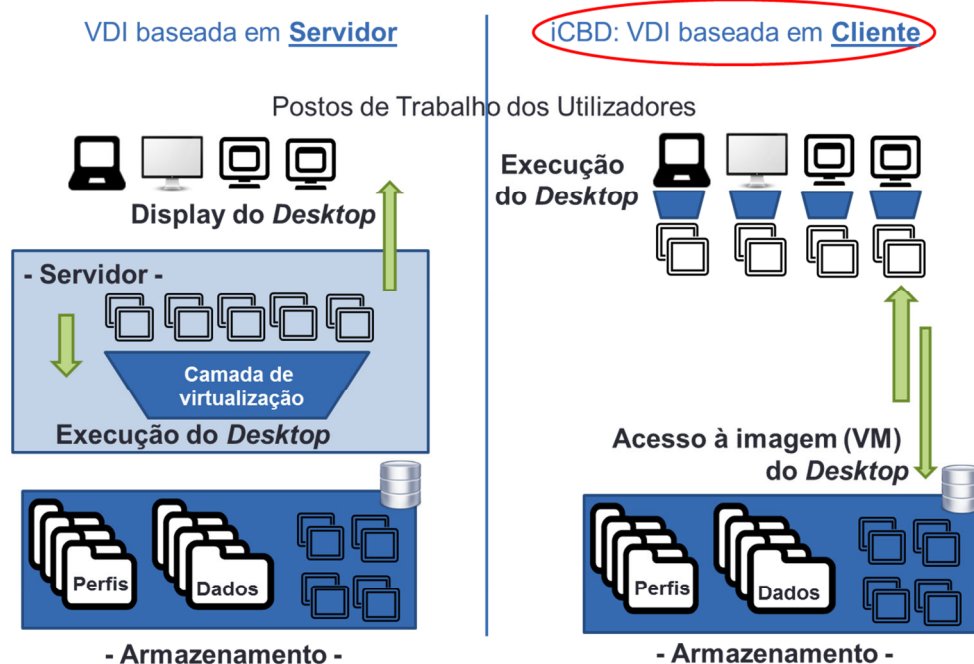 VDI baseada em Servidor
iCBD: VDI baseada em Cliente
Postos de Trabalho dos Utilizadores
Display do Desktop
- Servidor -
Camada de
virtualização
Execução do Desktop
Perfis
Dados
- Armazenamento -
Execução
do Desktop
Acesso à imagem (VM)
do Desktop
Perfis
Dados
- Armazenamento -